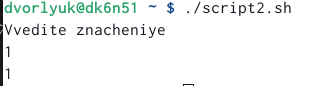 dvorlyuk@dk6n51 ~ $ ./script2.sh
Vvedite znacheniye
1
1